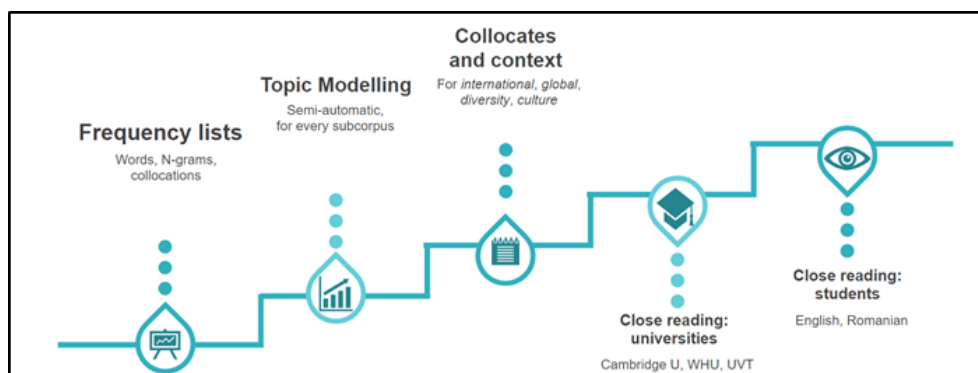 Frequency lists
Words, N-grams,
collocations
Topic Modelling
Semi-automatic,
for every subcorpus
Collocates
and context
For international, global,
diversity, culture
Close reading:
universities
Cambridge U, WHU, UVT
Close reading:
students
English, Romanian